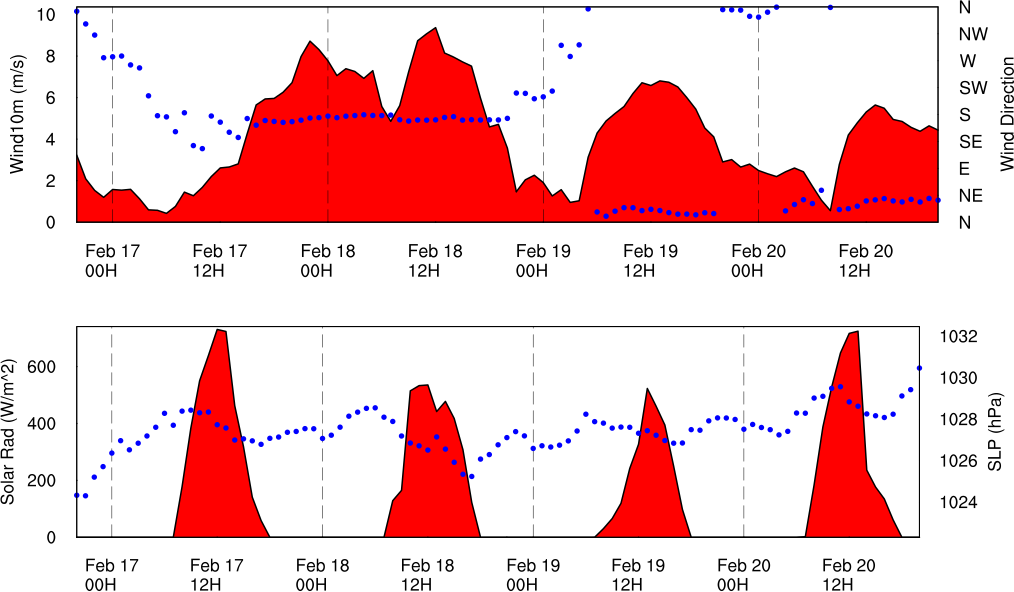 10
8
6
4
2
0
Wind10m (m/s)
N
NW
W
SW
S
SE
E
NE
N
Wind Direction
Feb 17 Feb 17 Feb 18 Feb 18 Feb 19 Feb 19 Feb 20 Feb 20
00H 12H 00H 12H 00H 12H 00H 12H
600
400
200
0
Solar Rad (W/m^2)
1032
1030
1028
1026
1024
SLP (hPa)
Feb 17 Feb 17 Feb 18 Feb 18 Feb 19 Feb 19 Feb 20 Feb 20
00H 12H 00H 12H 00H 12H 00H 12H